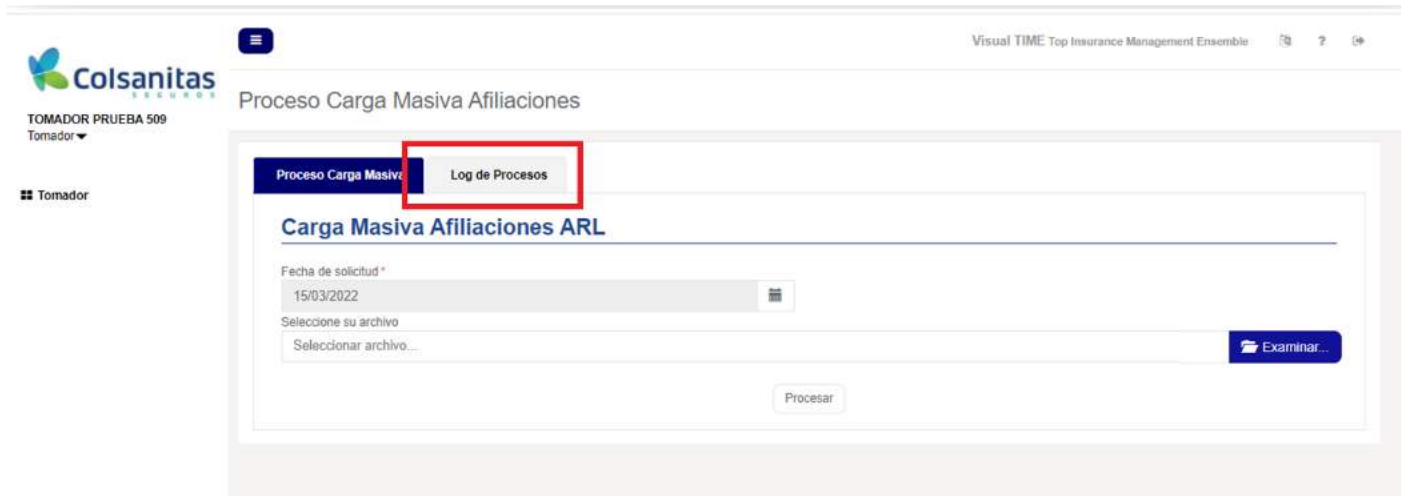 Colsanitas
SEGUROS
TOMADOR PRUEBA 509
Tomador
Tomador
Visual TIME Top Insurance Management Ensemble
?
Proceso Carga Masiva Afiliaciones
Proceso Carga Masiva
Log de Procesos
Carga Masiva Afiliaciones ARL
Fecha de solicitud *
15/03/2022
Seleccione su archivo
Seleccionar archivo...
Examinar...
Procesar